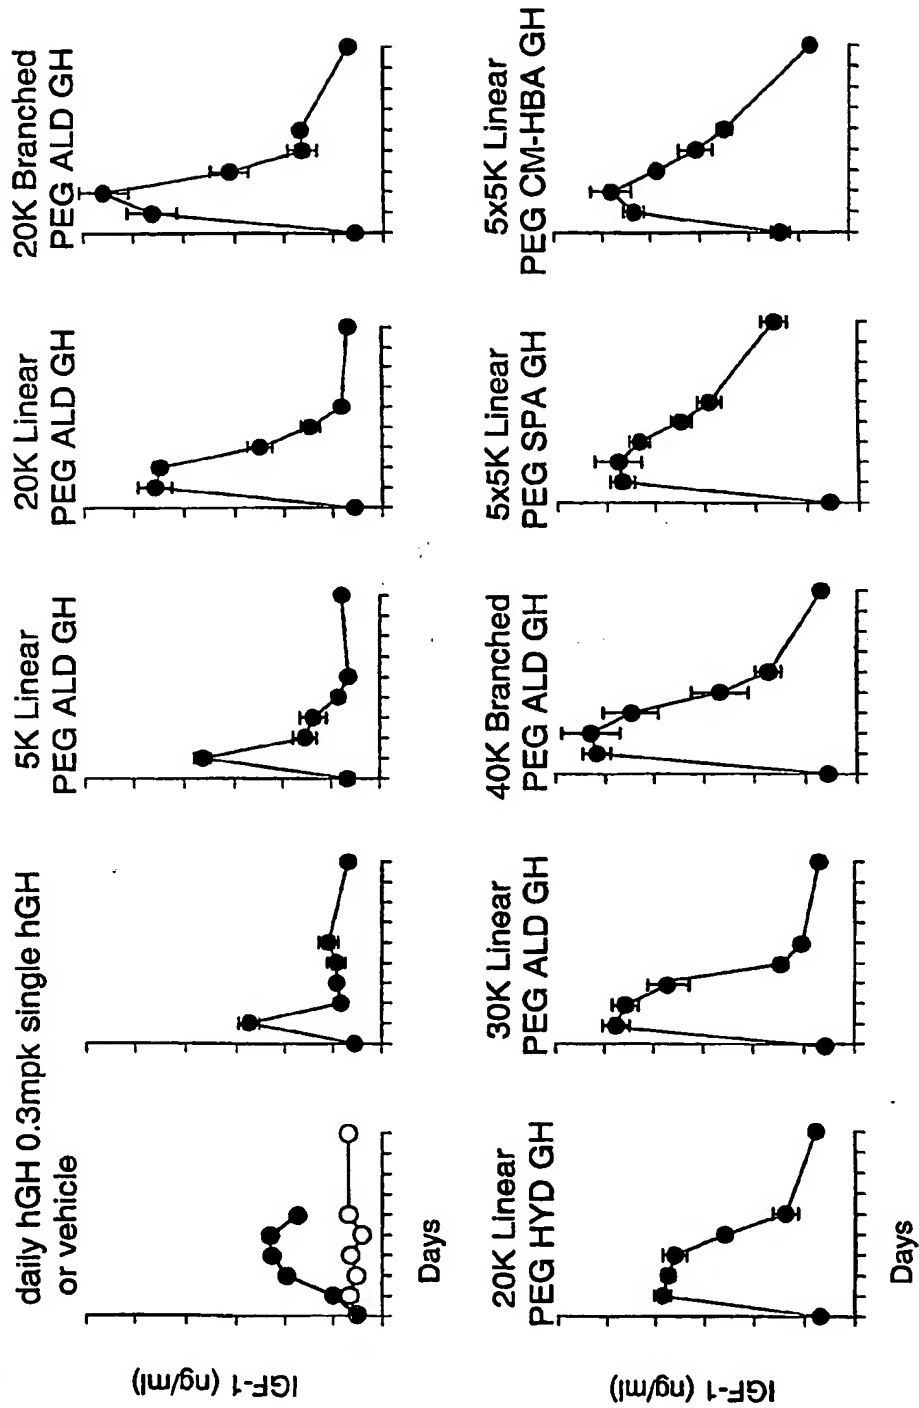 daily hGH 0.3mpk single hGH
or vehicle
5K Linear
PEG ALD GH
20K Linear
PEG ALD GH
20K Branched
PEG ALD GH
IGF-1 (ng/ml)
Days
20K Linear
PEG HYD GH
30K Linear
PEG ALD GH
40K Branched
PEG ALD GH
5x5K Linear
PEG SPA GH
5x5K Linear
PEG CM-HBA GH
IGF-1 (ng/ml)
Days